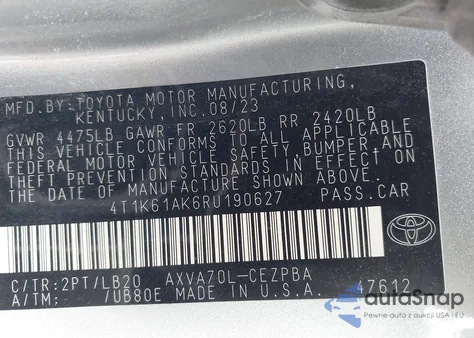 MFD.BY:TOYOTA MOTOR MANUFACTURING,
KENTUCKY, INC. 08/23
GVWR 4475LB GAWR FR 2620LB RR 2420LB
THIS VEHICLE CONFORMS TO ALL APPLICABLE
FEDERAL MOTOR VEHICLE SAFETY, BUMPER, AND
THEFT PREVENTION STANDARDS IN EFFECT ON
THE DATE OF MANUFACTURE SHOWN ABOVE.
4T1K61AK6RU190627 PASS.CAR
TOYOTA
C/TR:2PT/LB20 AXVA70L-CEZPBA
A/TM: /UB80E MADE IN U.S.A. 47612
autaSnap
Pewne auta z aukcji USA i EU